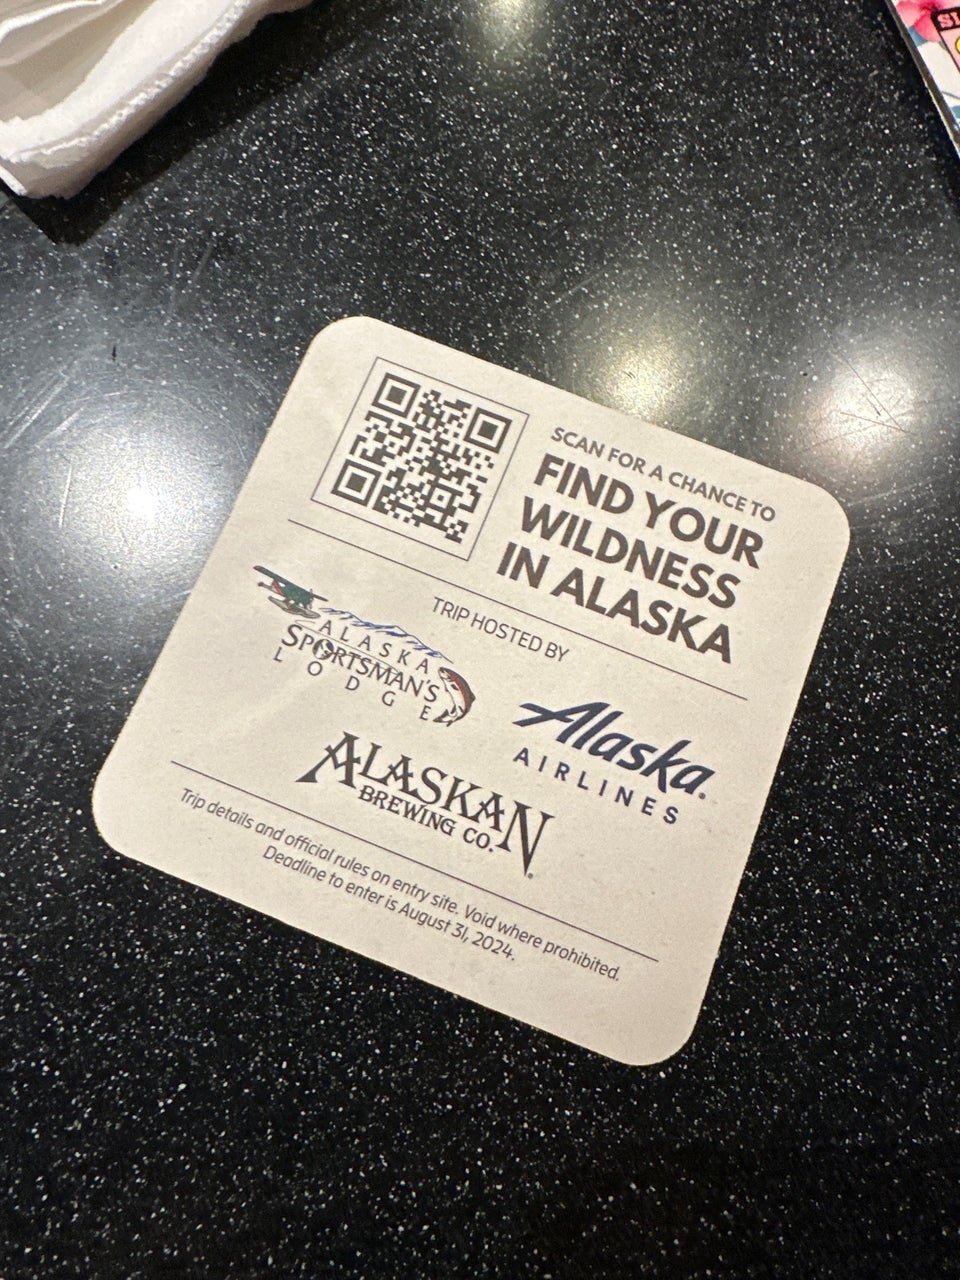 SCAN FOR A CHANCE TO
FIND YOUR
WILDNESS
IN ALASKA
TRIP HOSTED BY
ALASKA
SPORTSMAN'S
LODGE
Alaska
AIRLINES
ALASKAN
BREWING CO.
Trip details and official rules on entry site. Void where prohibited.
Deadline to enter is August 31, 2024.